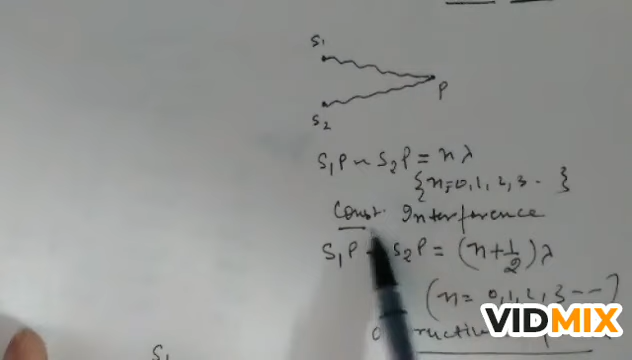 S₁
P
S₂
S₁P ~ S₂P = nλ
{n=0,1,2,3 - }
Const. Interference
S₁P ~ S₂P = (n+1/2)λ
(n= 0,1,2,3 ---)
VIDMIX
S₁